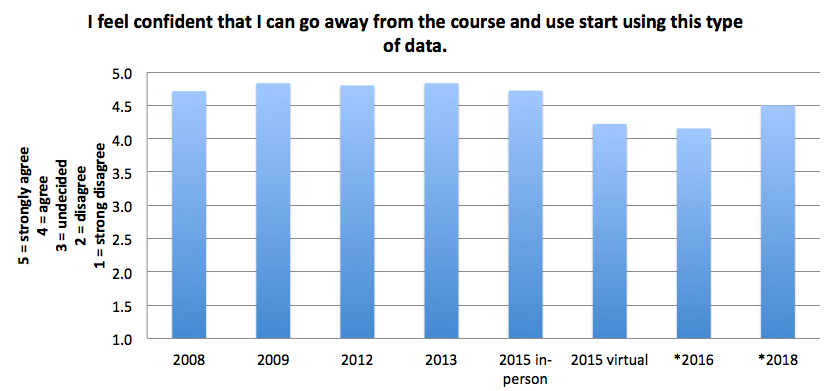 I feel confident that I can go away from the course and use start using this type
of data.
5 = strongly agree
4 = agree
3 = undecided
2 = disagree
1 = strong disagree
5.0
4.5
4.0
3.5
3.0
2.5
2.0
1.5
1.0
2008 2009 2012 2013 2015 in- 2015 virtual *2016 *2018
person